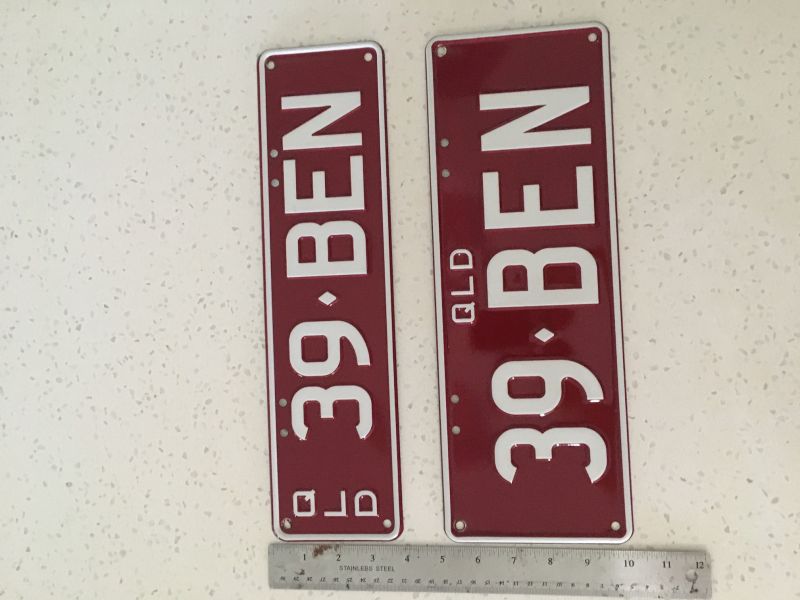 QLD 39♦BEN
QLD
39♦BEN
1 2 3 4 5 6 7 8 9 10 11 12
STAINLESS STEEL